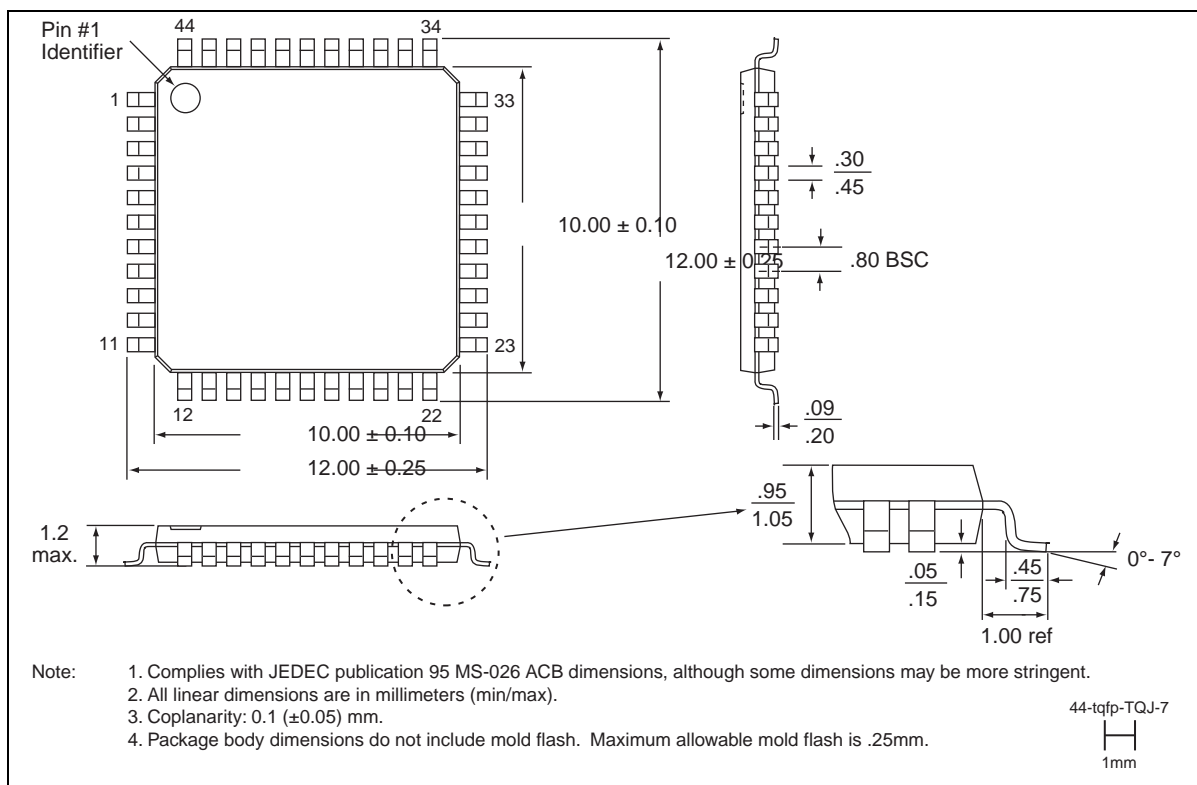 Pin #1
Identifier
44
34
1
33
.30
.45
10.00 ± 0.10
12.00 ± 0.25
.80 BSC
11
23
12
22
.09
.20
10.00 ± 0.10
12.00 ± 0.25
.95
1.05
1.2
max.
.05
.15
.45
.75
0°- 7°
1.00 ref
Note:
1. Complies with JEDEC publication 95 MS-026 ACB dimensions, although some dimensions may be more stringent.
2. All linear dimensions are in millimeters (min/max).
3. Coplanarity: 0.1 (±0.05) mm.
4. Package body dimensions do not include mold flash. Maximum allowable mold flash is .25mm.
44-tqfp-TQJ-7
1mm